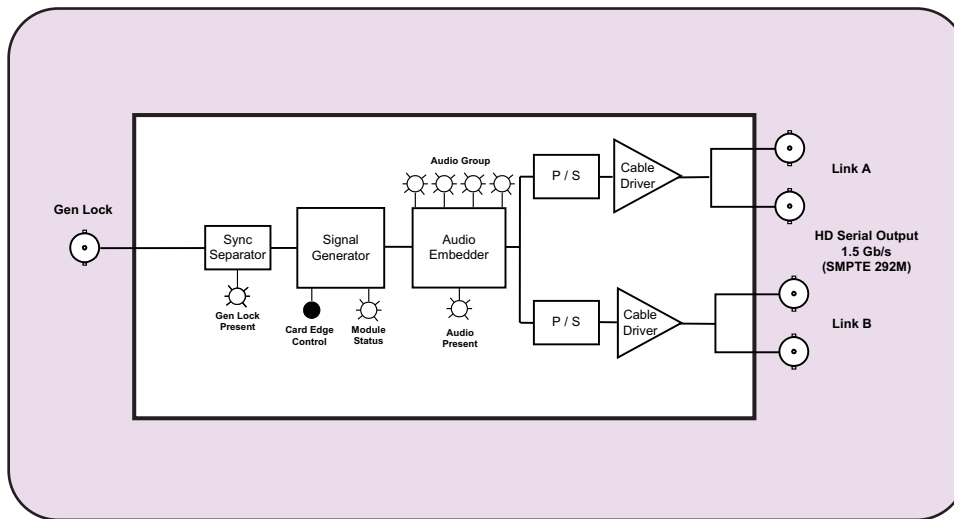 Gen Lock
Sync
Separator
Gen Lock
Present
Signal
Generator
Card Edge
Control
Module
Status
Audio Group
Audio
Embedder
Audio
Present
P / S
Cable
Driver
Link A
HD Serial Output
1.5 Gb/s
(SMPTE 292M)
P / S
Cable
Driver
Link B